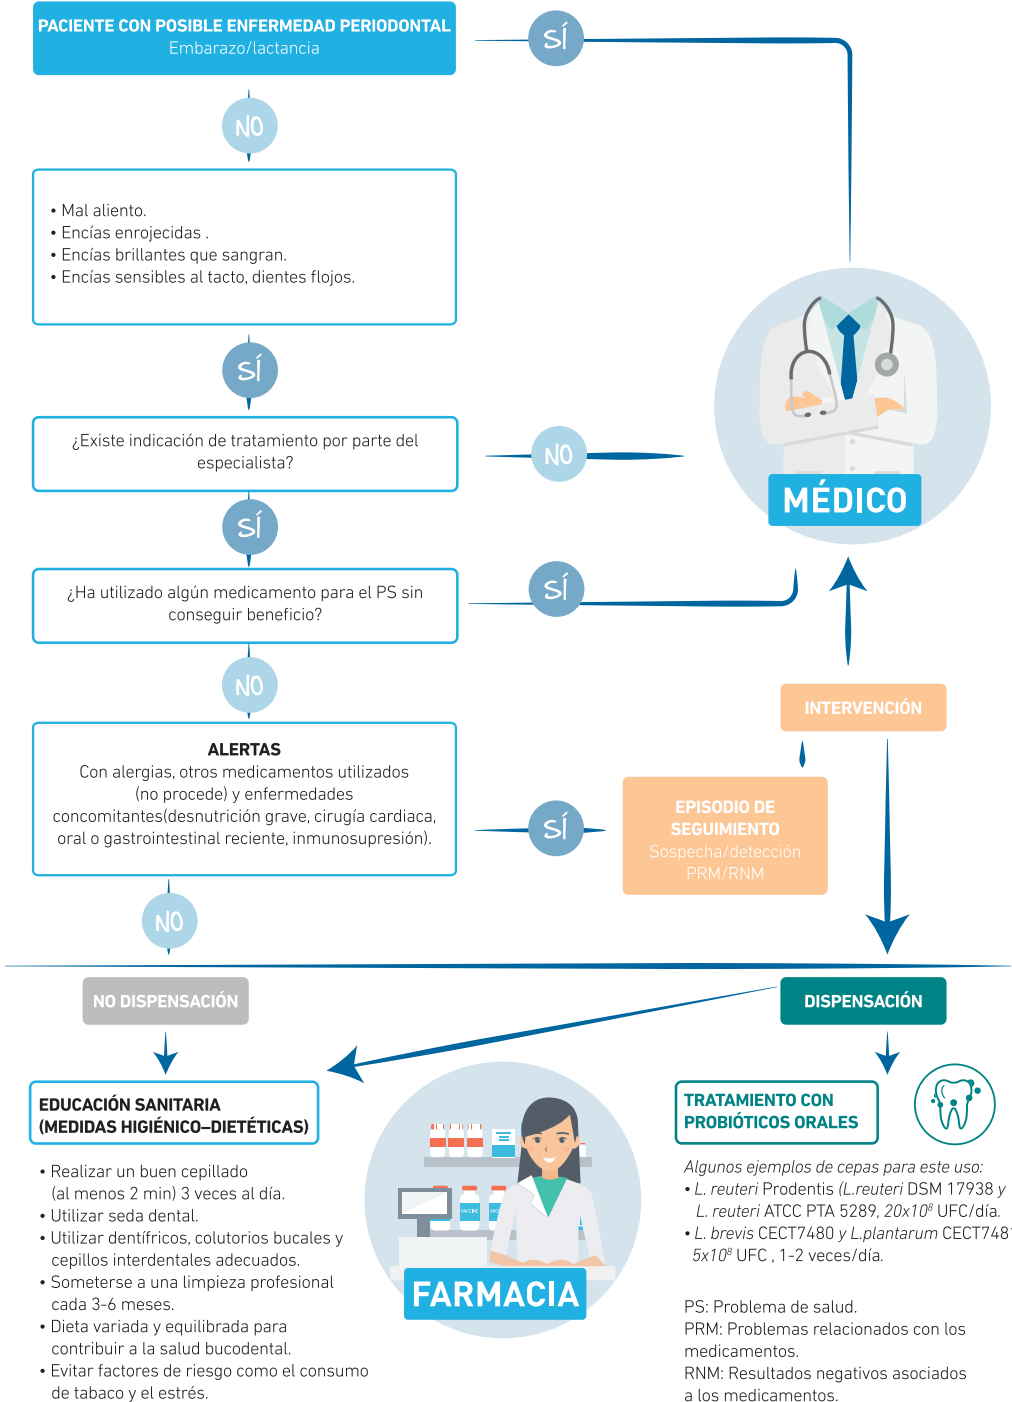 PACIENTE CON POSIBLE ENFERMEDAD PERIODONTAL
Embarazo/lactancia
SÍ
NO
• Mal aliento.
• Encías enrojecidas .
• Encías brillantes que sangran.
• Encías sensibles al tacto, dientes flojos.
SÍ
¿Existe indicación de tratamiento por parte del
especialista?
NO
MÉDICO
SÍ
¿Ha utilizado algún medicamento para el PS sin
conseguir beneficio?
SÍ
NO
INTERVENCIÓN
ALERTAS
Con alergias, otros medicamentos utilizados
(no procede) y enfermedades
concomitantes(desnutrición grave, cirugía cardiaca,
oral o gastrointestinal reciente, inmunosupresión).
SÍ
EPISODIO DE
SEGUIMIENTO
Sospecha/detección
PRM/RNM
NO
NO DISPENSACIÓN
DISPENSACIÓN
EDUCACIÓN SANITARIA
(MEDIDAS HIGIÉNICO–DIETÉTICAS)
• Realizar un buen cepillado
(al menos 2 min) 3 veces al día.
• Utilizar seda dental.
• Utilizar dentífricos, colutorios bucales y
cepillos interdentales adecuados.
• Someterse a una limpieza profesional
cada 3-6 meses.
• Dieta variada y equilibrada para
contribuir a la salud bucodental.
• Evitar factores de riesgo como el consumo
de tabaco y el estrés.
VACCINE
FARMACIA
TRATAMIENTO CON
PROBIÓTICOS ORALES
Algunos ejemplos de cepas para este uso:
• L. reuteri Prodentis (L.reuteri DSM 17938 y
L. reuteri ATCC PTA 5289, 20x10⁸ UFC/día.
• L. brevis CECT7480 y L.plantarum
5x10⁸ UFC , 1-2 veces/día.
PS: Problema de salud.
PRM: Problemas relacionados con los
medicamentos.
RNM: Resultados negativos asociados
a los medicamentos.